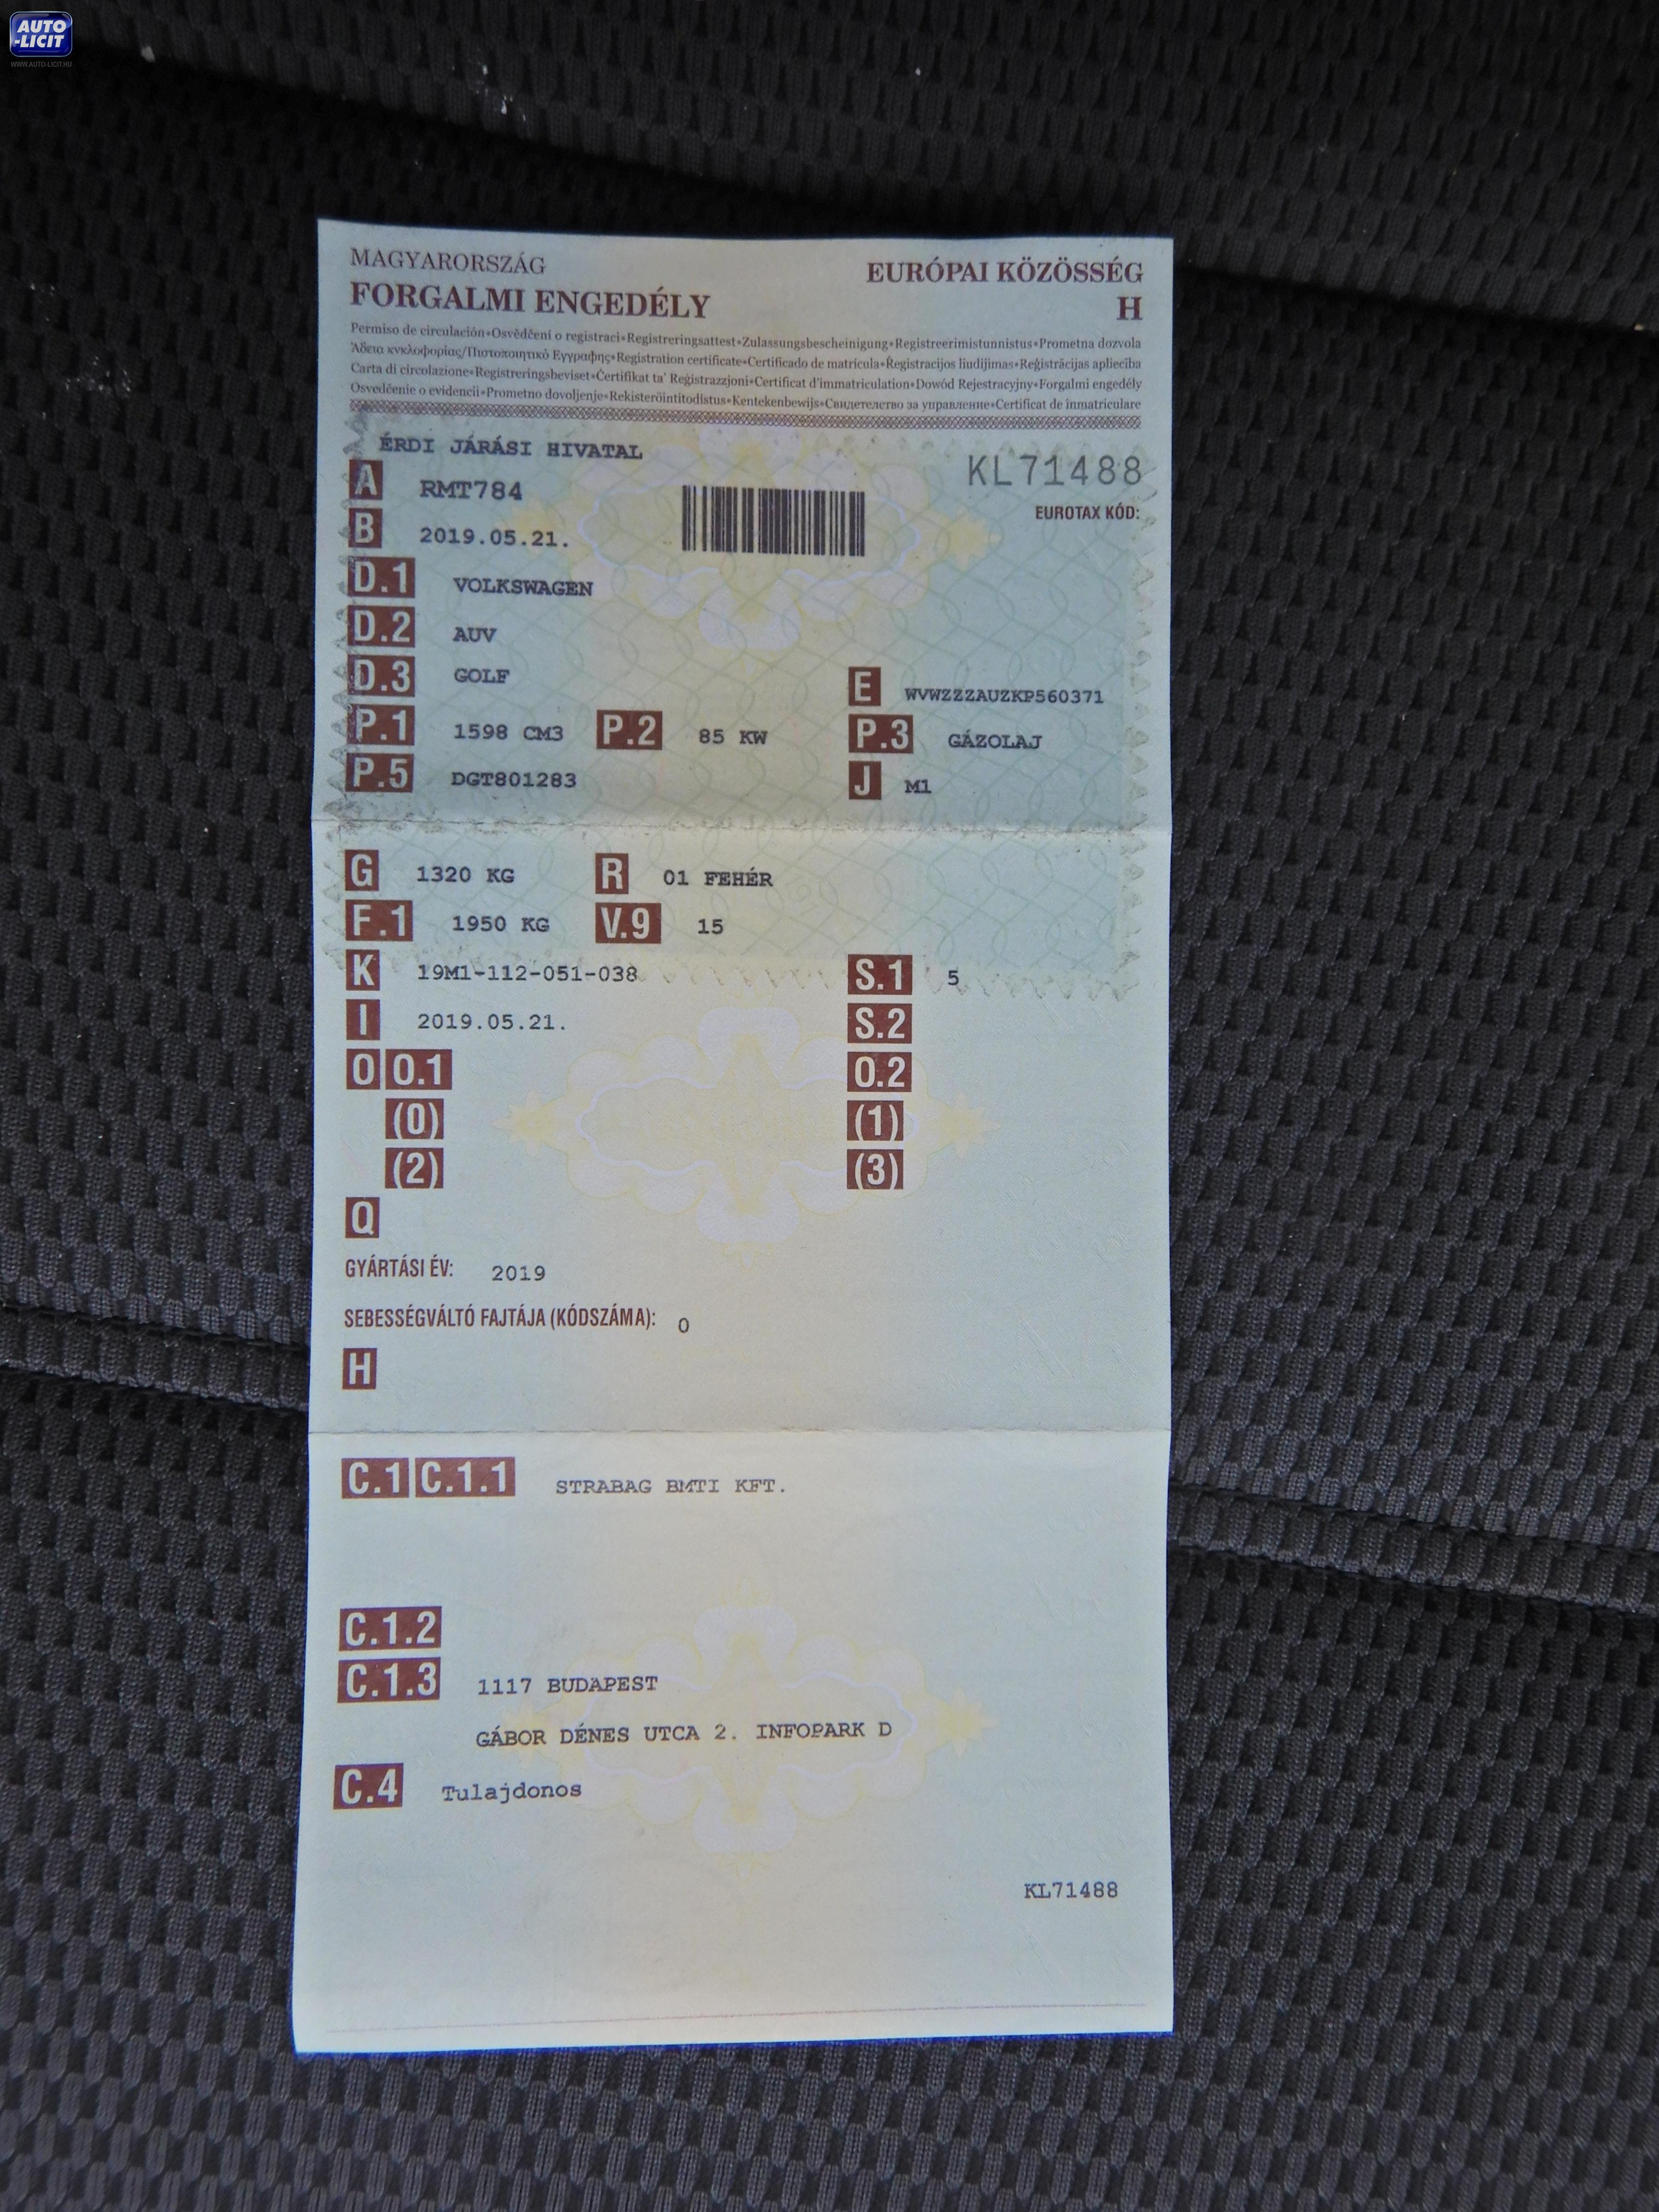 AUTO
-LICIT
WWW.AUTO-LICIT.HU
MAGYARORSZÁG EURÓPAI KÖZÖSSÉG
FORGALMI ENGEDÉLY H
Permiso de circulación•Osvědčení o registraci•Registreringsattest•Zulassungsbescheinigung•Registreerimistunnistus•Prometna dozvola
Άδεια κυκλοφορίας/Πιστοποιητικό Εγγραφής•Registration certificate•Certificado de matrícula•Registracijos liudijimas•Reģistrācijas apliecība
Carta di circolazione•Registreringsbeviset•Ċertifikat ta' Reġistrazzjoni•Certificat d'immatriculation•Dowód Rejestracyjny•Forgalmi engedély
Osvedčenie o evidencii•Prometno dovoljenje•Rekisteröintitodistus•Kentekenbewijs•Свидетелство за управление•Certificat de înmatriculare
ÉRDI JÁRÁSI HIVATAL
KL71488
A RMT784
EUROTAX KÓD:
B 2019.05.21.
D.1 VOLKSWAGEN
D.2 AUV
D.3 GOLF E WVWZZZAUZKP560371
P.1 1598 CM3 P.2 85 KW P.3 GÁZOLAJ
P.5 DGT801283 J M1
G 1320 KG R 01 FEHÉR
F.1 1950 KG V.9 15
K 19M1-112-051-038 S.1 5
I 2019.05.21. S.2
O O.1 O.2
(0) (1)
(2) (3)
Q
GYÁRTÁSI ÉV: 2019
SEBESSÉGVÁLTÓ FAJTÁJA (KÓDSZÁMA): 0
H
C.1 C.1.1 STRABAG BMTI KFT.
C.1.2
C.1.3 1117 BUDAPEST
GÁBOR DÉNES UTCA 2. INFOPARK D
C.4 Tulajdonos
KL71488